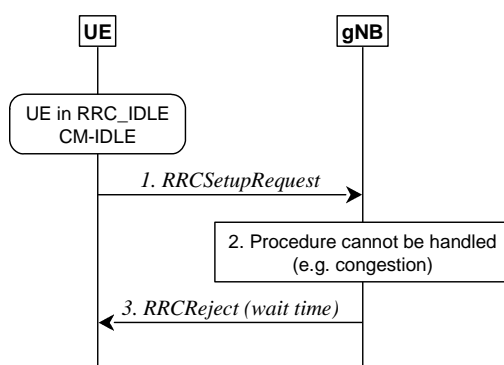 UE
gNB
UE in RRC_IDLE
CM-IDLE
1. RRCSetupRequest
2. Procedure cannot be handled
(e.g. congestion)
3. RRCReject (wait time)